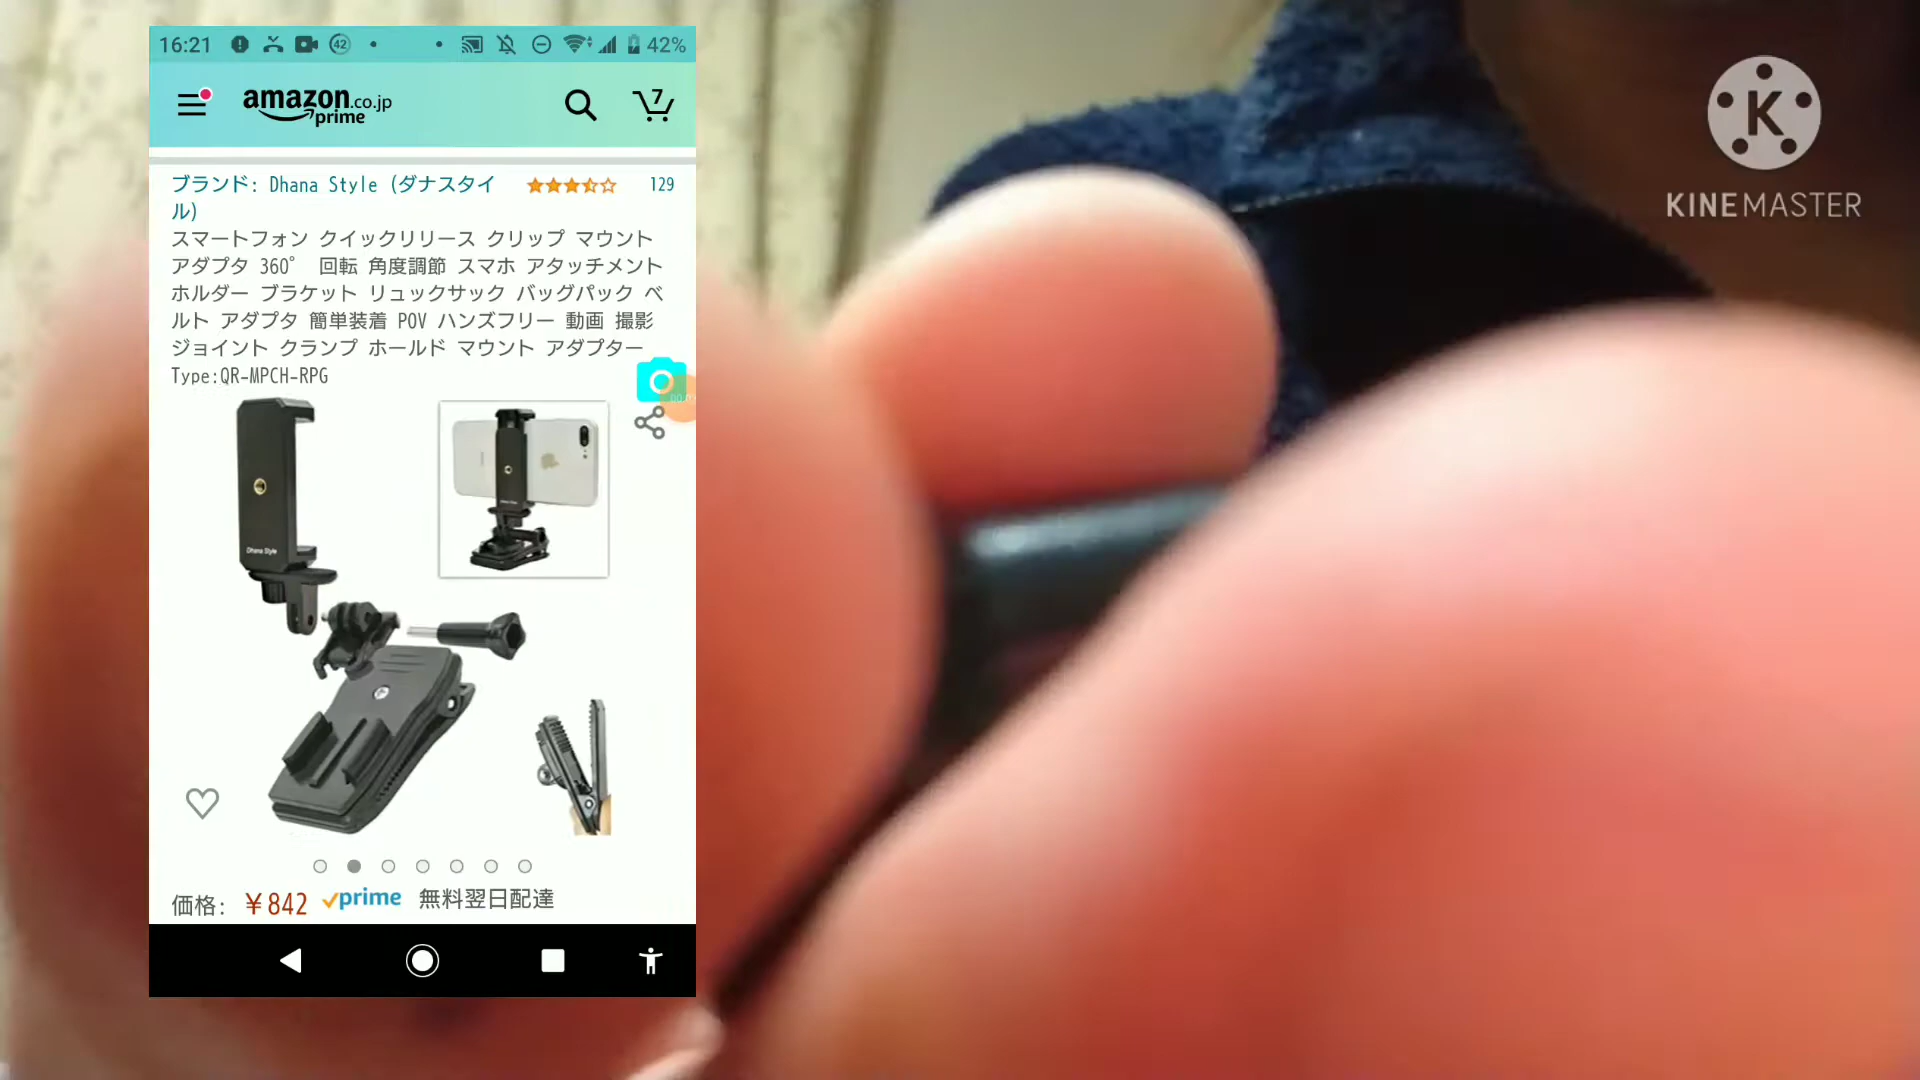 16:21
42
42%
amazon.co.jp
prime
7
ブランド: Dhana Style (ダナスタイ
ル)
129
スマートフォン クイックリリース クリップ マウント
アダプタ 360° 回転 角度調節 スマホ アタッチメント
ホルダー ブラケット リュックサック バッグパック ベ
ルト アダプタ 簡単装着 POV ハンズフリー 動画 撮影
ジョイント クランプ ホールド マウント アダプター
Type:QR-MPCH-RPG
Dhana Style
価格: ￥842 prime 無料翌日配達
K
KINEMASTER